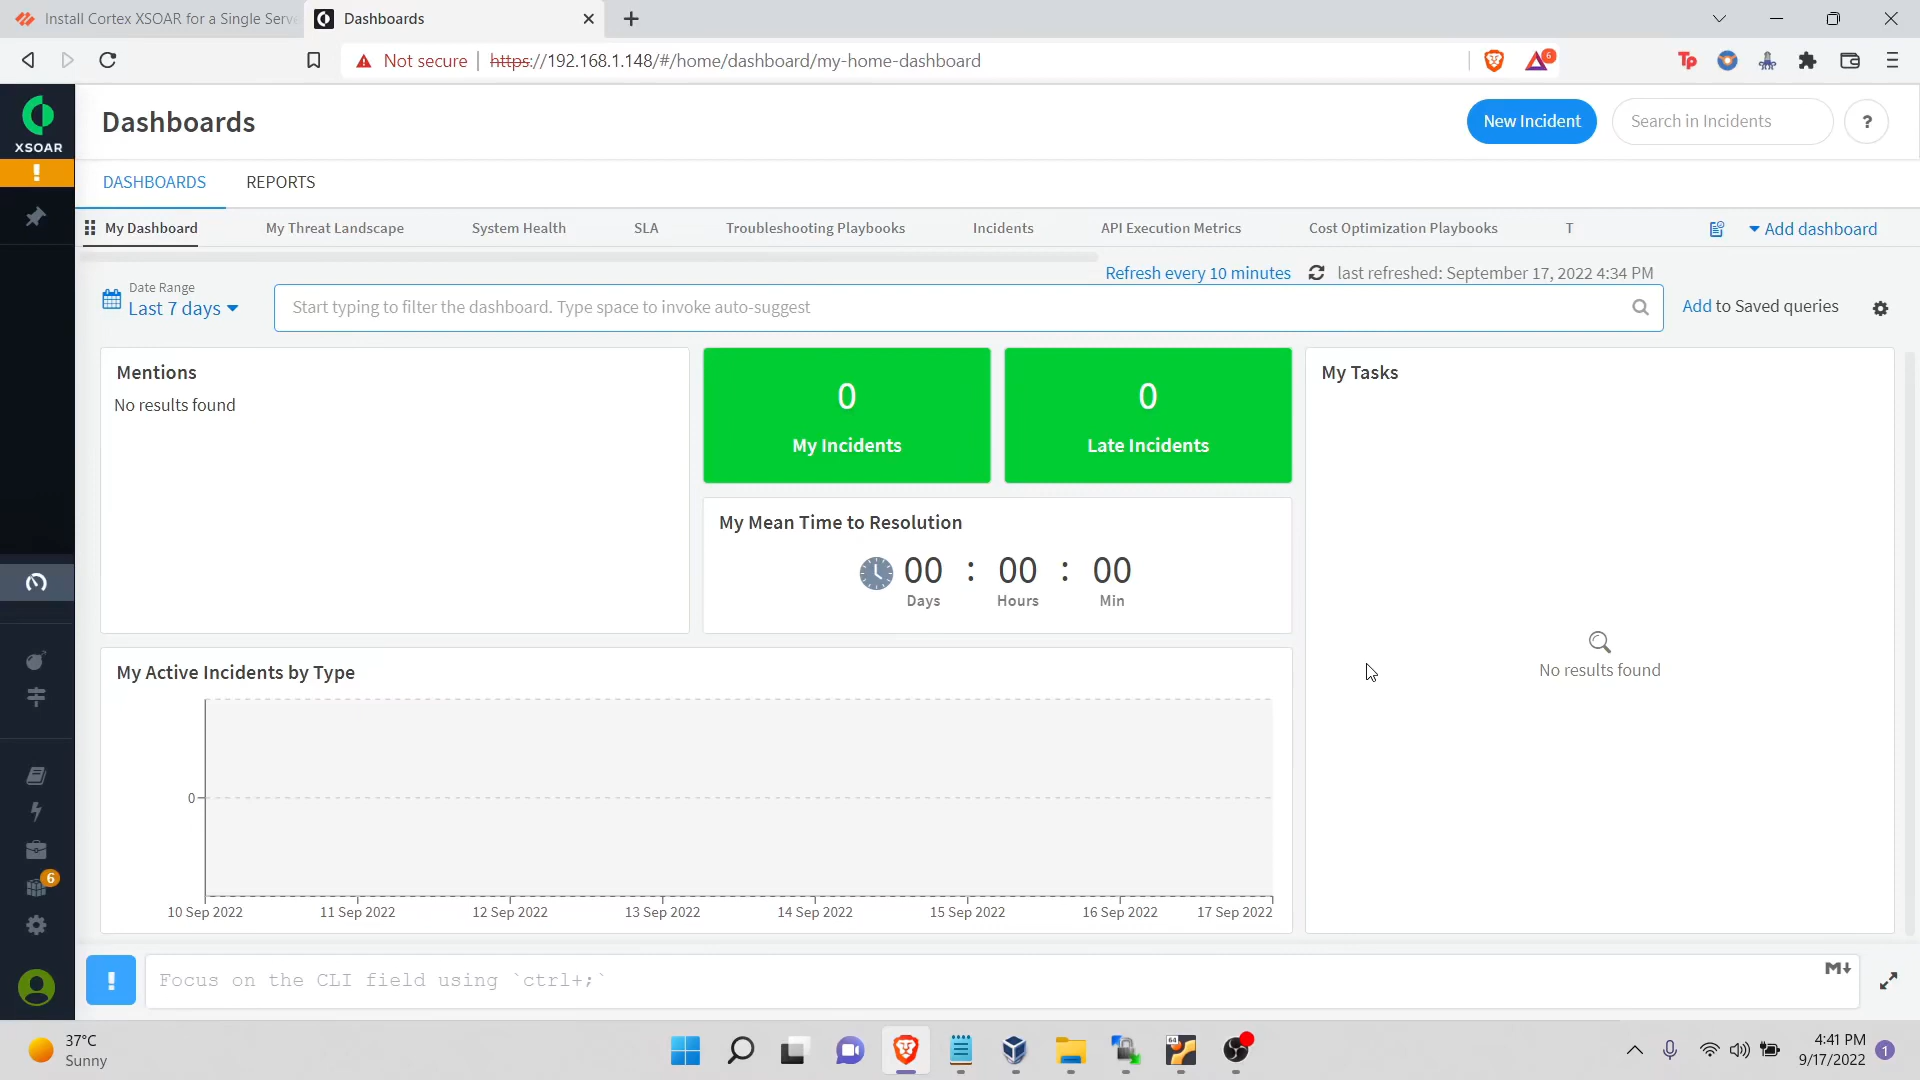 Install Cortex XSOAR for a Single Serve
Dashboards
Not secure
https://192.168.1.148/#/home/dashboard/my-home-dashboard
6
Tp
XSOAR
Dashboards
New Incident
Search in Incidents
?
DASHBOARDS
REPORTS
My Dashboard
My Threat Landscape
System Health
SLA
Troubleshooting Playbooks
Incidents
API Execution Metrics
Cost Optimization Playbooks
T
Add dashboard
Refresh every 10 minutes
last refreshed: September 17, 2022 4:34 PM
Date Range
Last 7 days
Start typing to filter the dashboard. Type space to invoke auto-suggest
Add to Saved queries
Mentions
No results found
0
My Incidents
0
Late Incidents
My Tasks
No results found
My Mean Time to Resolution
00 : 00 : 00
Days Hours Min
My Active Incidents by Type
0
10 Sep 2022
11 Sep 2022
12 Sep 2022
13 Sep 2022
14 Sep 2022
15 Sep 2022
16 Sep 2022
17 Sep 2022
6
!
Focus on the CLI field using `ctrl+;`
M
37°C
Sunny
64
4:41 PM
9/17/2022
1